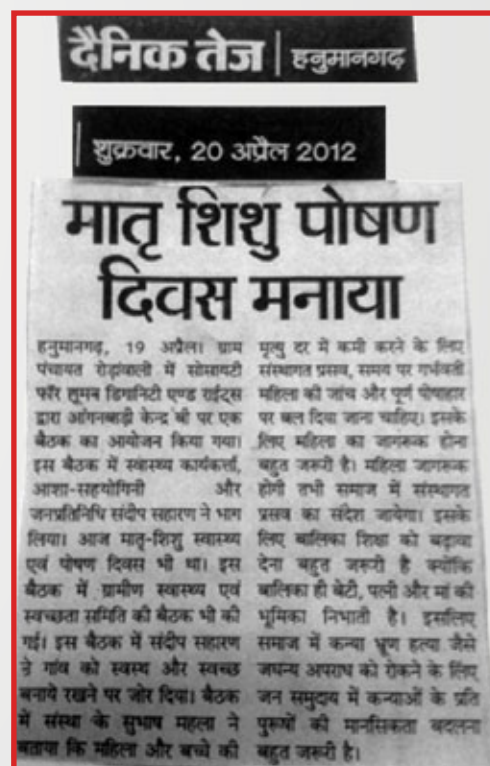 दैनिक तेज | हनुमानगढ़
शुक्रवार, 20 अप्रैल 2012
मातृ शिशु पोषण
दिवस मनाया
हनुमानगढ़, 19 अप्रैल। ग्राम
पंचायत रोड़ांवाली में सोसायटी
फॉर ह्यूमन डिगनिटी एण्ड राईट्स
द्वारा आंगनबाड़ी केन्द्र बी पर एक
बैठक का आयोजन किया गया।
इस बैठक में स्वास्थ्य कार्यकर्त्ता,
आशा-सहयोगिनी और
जनप्रतिनिधि संदीप सहारण ने भाग
लिया। आज मातृ-शिशु स्वास्थ्य
एवं पोषण दिवस भी था। इस
बैठक में ग्रामीण स्वास्थ्य एवं
स्वच्छता समिति की बैठक भी की
गई। इस बैठक में संदीप सहारण
ने गांव को स्वस्थ और स्वच्छ
बनाये रखने पर जोर दिया। बैठक
में संस्था के सुभाष महला ने
बताया कि महिला और बच्चे की
मृत्यु दर में कमी करने के लिए
संस्थागत प्रसव, समय पर गर्भवती
महिला की जांच और पूर्ण पोषाहार
पर बल दिया जाना चाहिए। इसके
लिए महिला का जागरूक होना
बहुत जरूरी है। महिला जागरूक
होगी तभी समाज में संस्थागत
प्रसव का संदेश जायेगा। इसके
लिए बालिका शिक्षा को बढ़ावा
देना बहुत जरूरी है क्योंकि
बालिका ही बेटी, पत्नी और मां की
भूमिका निभाती है। इसलिए
समाज में कन्या भ्रूण हत्या जैसे
जघन्य अपराध को रोकने के लिए
जन समुदाय में कन्याओं के प्रति
पुरुषों की मानसिकता बदलना
बहुत जरूरी है।